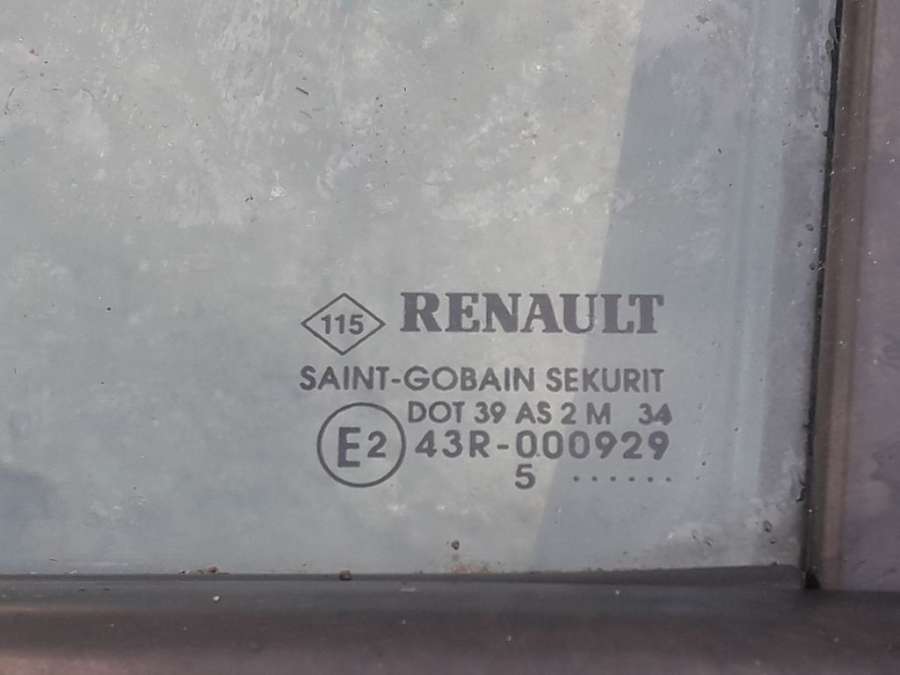 115 RENAULT
SAINT-GOBAIN SEKURIT
DOT 39 AS 2 M 34
E2 43R-000929
5 ......